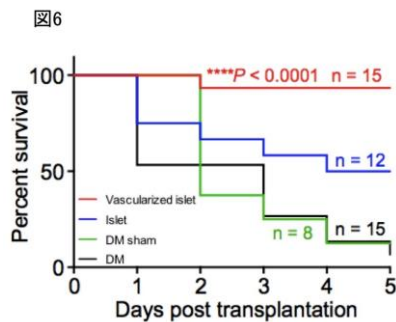 図6
****P < 0.0001 n = 15
100
Percent survival
n = 12
50
Vascularized islet
Islet
DM sham
DM
n = 15
n = 8
0
0 1 2 3 4 5
Days post transplantation